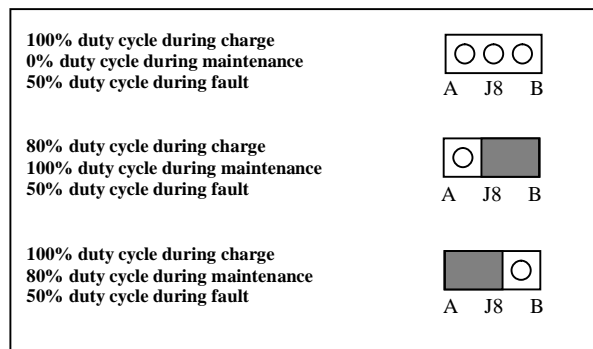 100% duty cycle during charge
0% duty cycle during maintenance
50% duty cycle during fault
A J8 B
80% duty cycle during charge
100% duty cycle during maintenance
50% duty cycle during fault
A J8 B
100% duty cycle during charge
80% duty cycle during maintenance
50% duty cycle during fault
A J8 B